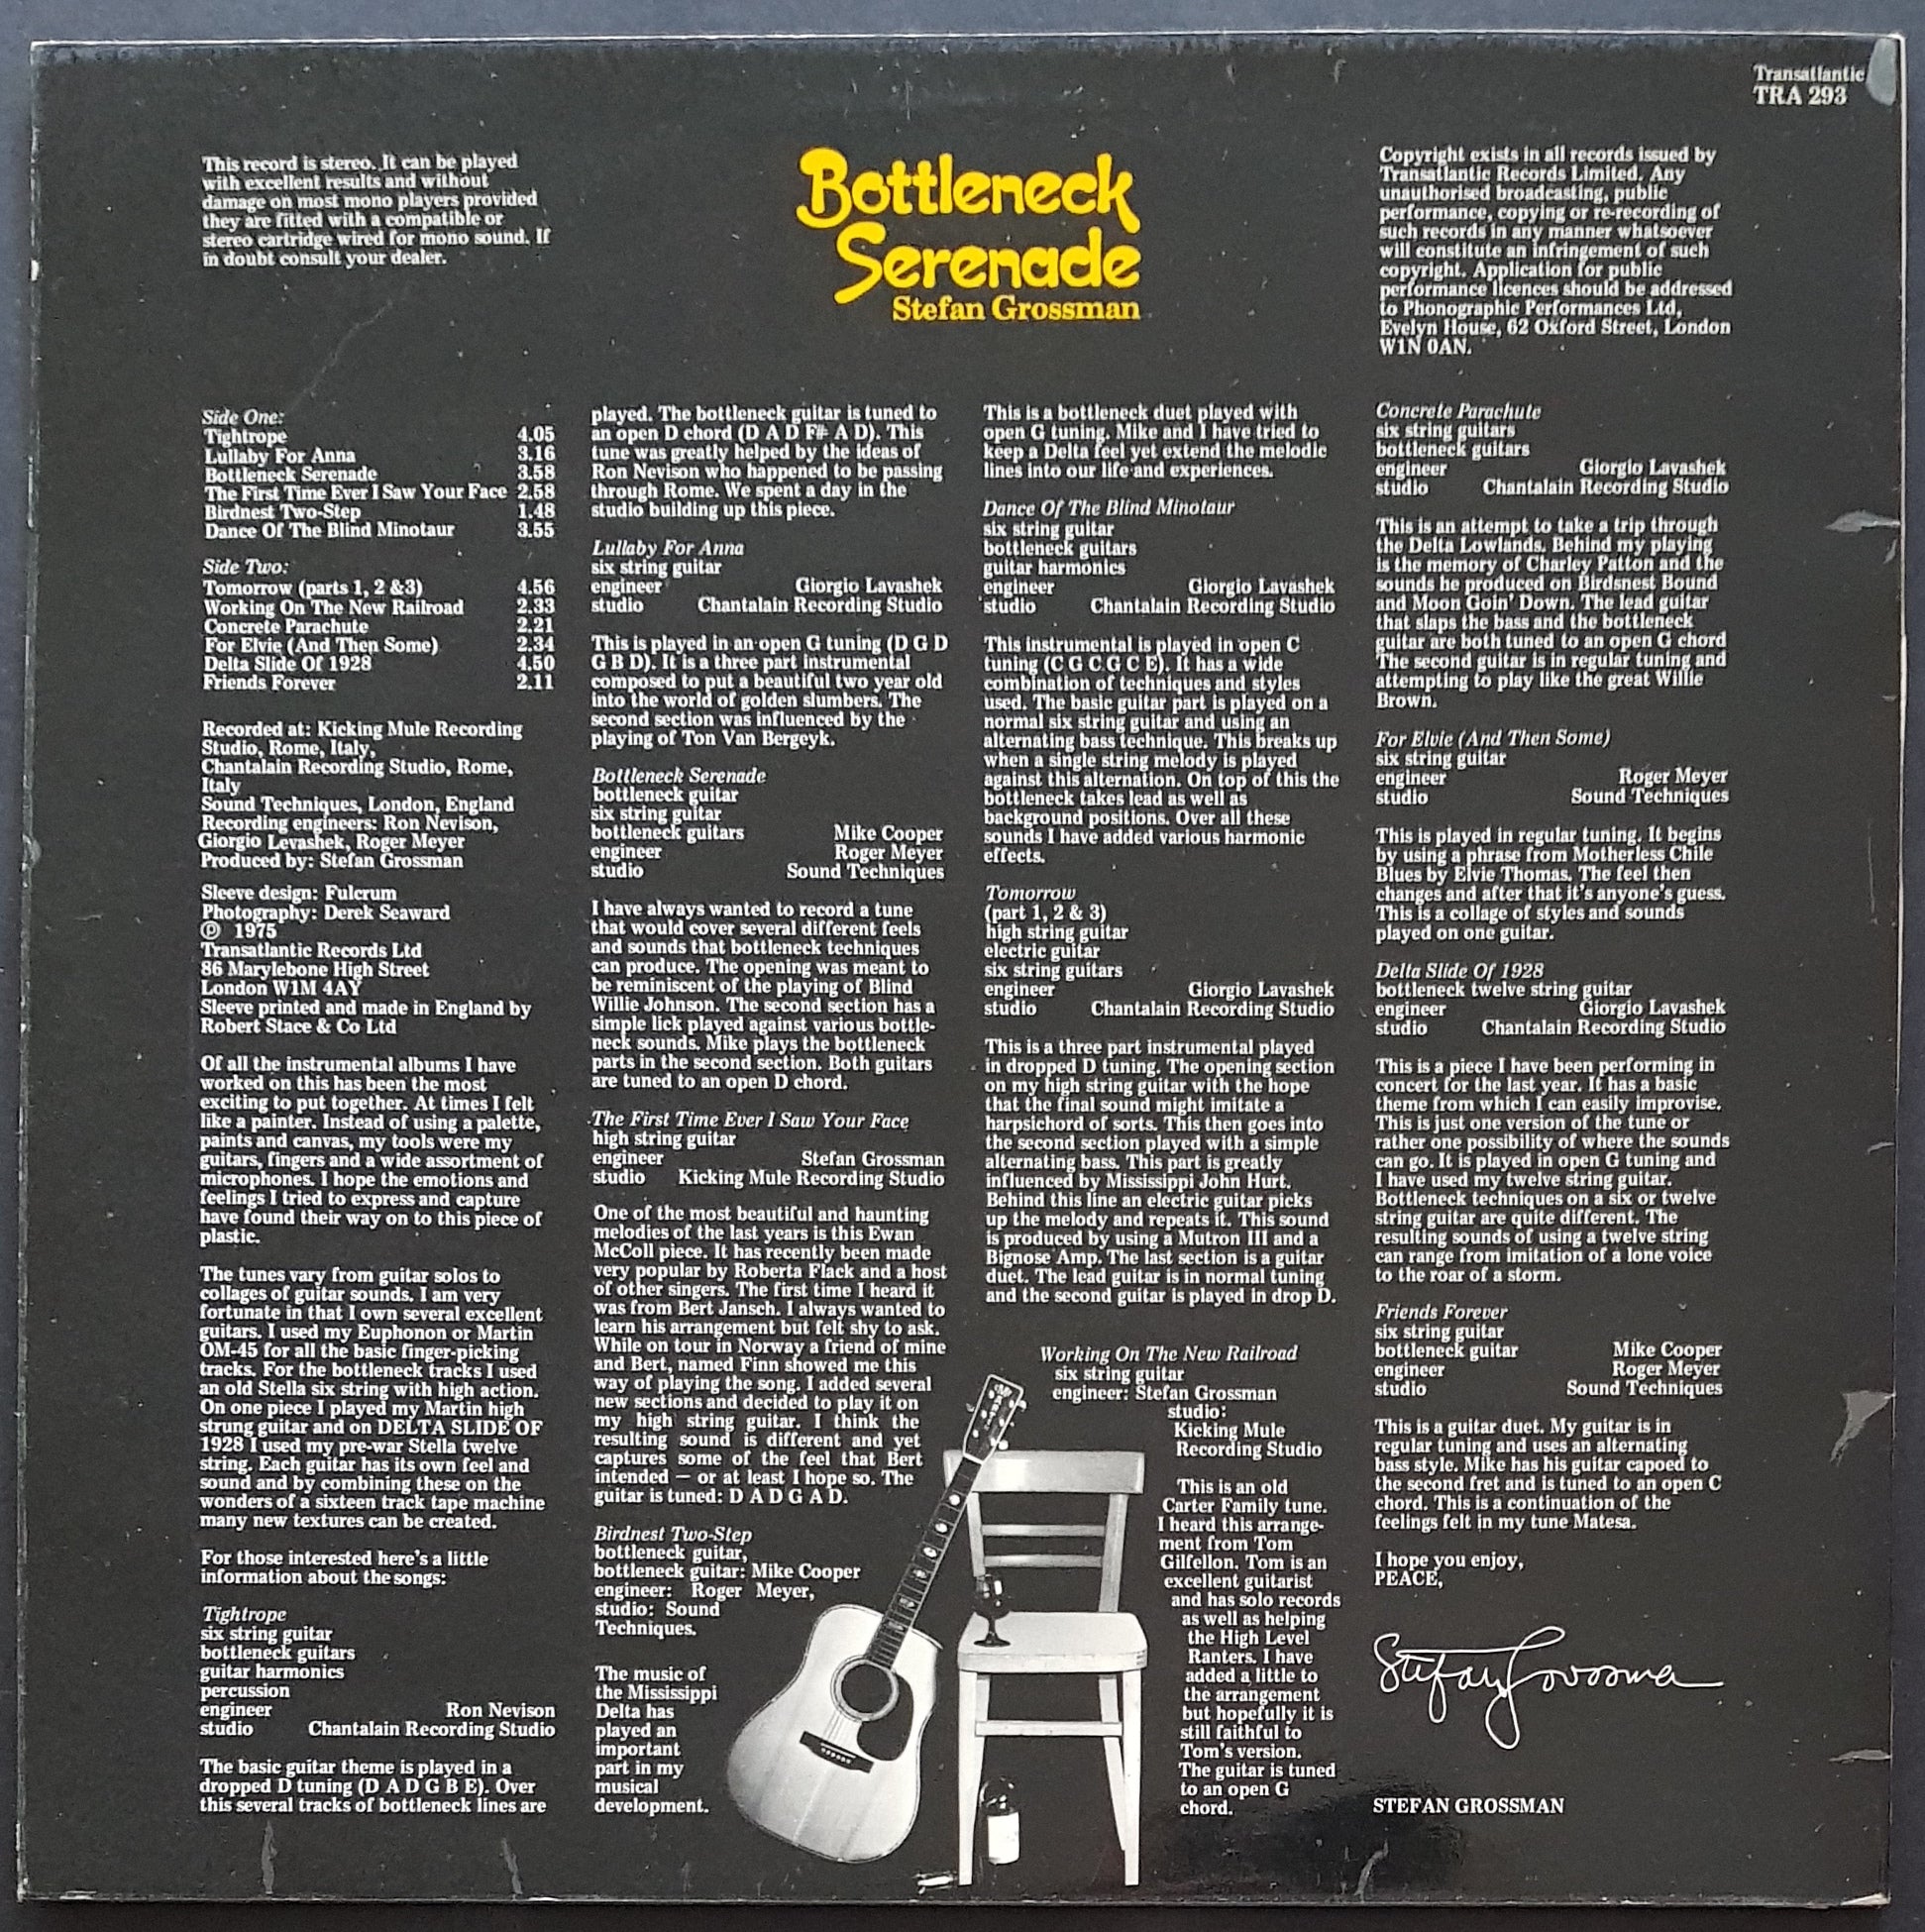 Transatlantic
TRA 293
This record is stereo. It can be played
with excellent results and without
damage on most mono players provided
they are fitted with a compatible or
stereo cartridge wired for mono sound. If
in doubt consult your dealer.
Bottleneck
Serenade
Stefan Grossman
Copyright exists in all records issued by
Transatlantic Records Limited. Any
unauthorised broadcasting, public
performance, copying or re-recording of
such records in any manner whatsoever
will constitute an infringement of such
copyright. Application for public
performance licences should be addressed
to Phonographic Performances Ltd,
Evelyn House, 62 Oxford Street, London
W1N 0AN.
Side One:
Tightrope 4.05
Lullaby For Anna 3.16
Bottleneck Serenade 3.58
The First Time Ever I Saw Your Face 2.58
Birdnest Two-Step 1.48
Dance Of The Blind Minotaur 3.55
Side Two:
Tomorrow (parts 1, 2 &3) 4.56
Working On The New Railroad 2.33
Concrete Parachute 2.21
For Elvie (And Then Some) 2.34
Delta Slide Of 1928 4.50
Friends Forever 2.11
Recorded at: Kicking Mule Recording
Studio, Rome, Italy,
Chantalain Recording Studio, Rome,
Italy
Sound Techniques, London, England
Recording engineers: Ron Nevison,
Giorgio Levashek, Roger Meyer
Produced by: Stefan Grossman
Sleeve design: Fulcrum
Photography: Derek Seaward
℗ 1975
Transatlantic Records Ltd
86 Marylebone High Street
London W1M 4AY
Sleeve printed and made in England by
Robert Stace & Co Ltd
Of all the instrumental albums I have
worked on this has been the most
exciting to put together. At times I felt
like a painter. Instead of using a palette,
paints and canvas, my tools were my
guitars, fingers and a wide assortment of
microphones. I hope the emotions and
feelings I tried to express and capture
have found their way on to this piece of
plastic.
The tunes vary from guitar solos to
collages of guitar sounds. I am very
fortunate in that I own several excellent
guitars. I used my Euphonon or Martin
OM-45 for all the basic finger-picking
tracks. For the bottleneck tracks I used
an old Stella six string with high action.
On one piece I played my Martin high
strung guitar and on DELTA SLIDE OF
1928 I used my pre-war Stella twelve
string. Each guitar has its own feel and
sound and by combining these on the
wonders of a sixteen track tape machine
many new textures can be created.
For those interested here's a little
information about the songs:
Tightrope
six string guitar
bottleneck guitars
guitar harmonics
percussion
engineer Ron Nevison
studio Chantalain Recording Studio
The basic guitar theme is played in a
dropped D tuning (D A D G B E). Over
this several tracks of bottleneck lines are
played. The bottleneck guitar is tuned to
an open D chord (D A D F# A D). This
tune was greatly helped by the ideas of
Ron Nevison who happened to be passing
through Rome. We spent a day in the
studio building up this piece.
Lullaby For Anna
six string guitar
engineer Giorgio Lavashek
studio Chantalain Recording Studio
This is played in an open G tuning (D G D
G B D). It is a three part instrumental
composed to put a beautiful two year old
into the world of golden slumbers. The
second section was influenced by the
playing of Ton Van Bergeyk.
Bottleneck Serenade
bottleneck guitar
six string guitar
bottleneck guitars Mike Cooper
engineer Roger Meyer
studio Sound Techniques
I have always wanted to record a tune
that would cover several different feels
and sounds that bottleneck techniques
can produce. The opening was meant to
be reminiscent of the playing of Blind
Willie Johnson. The second section has a
simple lick played against various bottle-
neck sounds. Mike plays the bottleneck
parts in the second section. Both guitars
are tuned to an open D chord.
The First Time Ever I Saw Your Face
high string guitar
engineer Stefan Grossman
studio Kicking Mule Recording Studio
One of the most beautiful and haunting
melodies of the last years is this Ewan
McColl piece. It has recently been made
very popular by Roberta Flack and a host
of other singers. The first time I heard it
was from Bert Jansch. I always wanted to
learn his arrangement but felt shy to ask.
While on tour in Norway a friend of mine
and Bert, named Finn showed me this
way of playing the song. I added several
new sections and decided to play it on
my high string guitar. I think the
resulting sound is different and yet
captures some of the feel that Bert
intended — or at least I hope so. The
guitar is tuned: D A D G A D.
Birdnest Two-Step
bottleneck guitar,
bottleneck guitar: Mike Cooper
engineer: Roger Meyer,
studio: Sound
Techniques.
The music of
the Mississippi
Delta has
played an
important
part in my
musical
development.
This is a bottleneck duet played with
open G tuning. Mike and I have tried to
keep a Delta feel yet extend the melodic
lines into our life and experiences.
Dance Of The Blind Minotaur
six string guitar
bottleneck guitars
guitar harmonics
engineer Giorgio Lavashek
studio Chantalain Recording Studio
This instrumental is played in open C
tuning (C G C G C E). It has a wide
combination of techniques and styles
used. The basic guitar part is played on a
normal six string guitar and using an
alternating bass technique. This breaks up
when a single string melody is played
against this alternation. On top of this the
bottleneck takes lead as well as
background positions. Over all these
sounds I have added various harmonic
effects.
Tomorrow
(part 1, 2 & 3)
high string guitar
electric guitar
six string guitars
engineer Giorgio Lavashek
studio Chantalain Recording Studio
This is a three part instrumental played
in dropped D tuning. The opening section
on my high string guitar with the hope
that the final sound might imitate a
harpsichord of sorts. This then goes into
the second section played with a simple
alternating bass. This part is greatly
influenced by Mississippi John Hurt.
Behind this line an electric guitar picks
up the melody and repeats it. This sound
is produced by using a Mutron III and a
Bignose Amp. The last section is a guitar
duet. The lead guitar is in normal tuning
and the second guitar is played in drop D.
Working On The New Railroad
six string guitar
engineer: Stefan Grossman
studio:
Kicking Mule
Recording Studio
This is an old
Carter Family tune.
I heard this arrange-
ment from Tom
Gilfellon. Tom is an
excellent guitarist
and has solo records
as well as helping
the High Level
Ranters. I have
added a little to
the arrangement
but hopefully it is
still faithful to
Tom's version.
The guitar is tuned
to an open G
chord.
Concrete Parachute
six string guitars
bottleneck guitars
engineer Giorgio Lavashek
studio Chantalain Recording Studio
This is an attempt to take a trip through
the Delta Lowlands. Behind my playing
is the memory of Charley Patton and the
sounds he produced on Birdsnest Bound
and Moon Goin' Down. The lead guitar
that slaps the bass and the bottleneck
guitar are both tuned to an open G chord
The second guitar is in regular tuning and
attempting to play like the great Willie
Brown.
For Elvie (And Then Some)
six string guitar
engineer Roger Meyer
studio Sound Techniques
This is played in regular tuning. It begins
by using a phrase from Motherless Chile
Blues by Elvie Thomas. The feel then
changes and after that it's anyone's guess.
This is a collage of styles and sounds
played on one guitar.
Delta Slide Of 1928
bottleneck twelve string guitar
engineer Giorgio Lavashek
studio Chantalain Recording Studio
This is a piece I have been performing in
concert for the last year. It has a basic
theme from which I can easily improvise.
This is just one version of the tune or
rather one possibility of where the sounds
can go. It is played in open G tuning and
I have used my twelve string guitar.
Bottleneck techniques on a six or twelve
string guitar are quite different. The
resulting sounds of using a twelve string
can range from imitation of a lone voice
to the roar of a storm.
Friends Forever
six string guitar
bottleneck guitar Mike Cooper
engineer Roger Meyer
studio Sound Techniques
This is a guitar duet. My guitar is in
regular tuning and uses an alternating
bass style. Mike has his guitar capoed to
the second fret and is tuned to an open C
chord. This is a continuation of the
feelings felt in my tune Matesa.
I hope you enjoy,
PEACE,
Stefan Grossman
STEFAN GROSSMAN